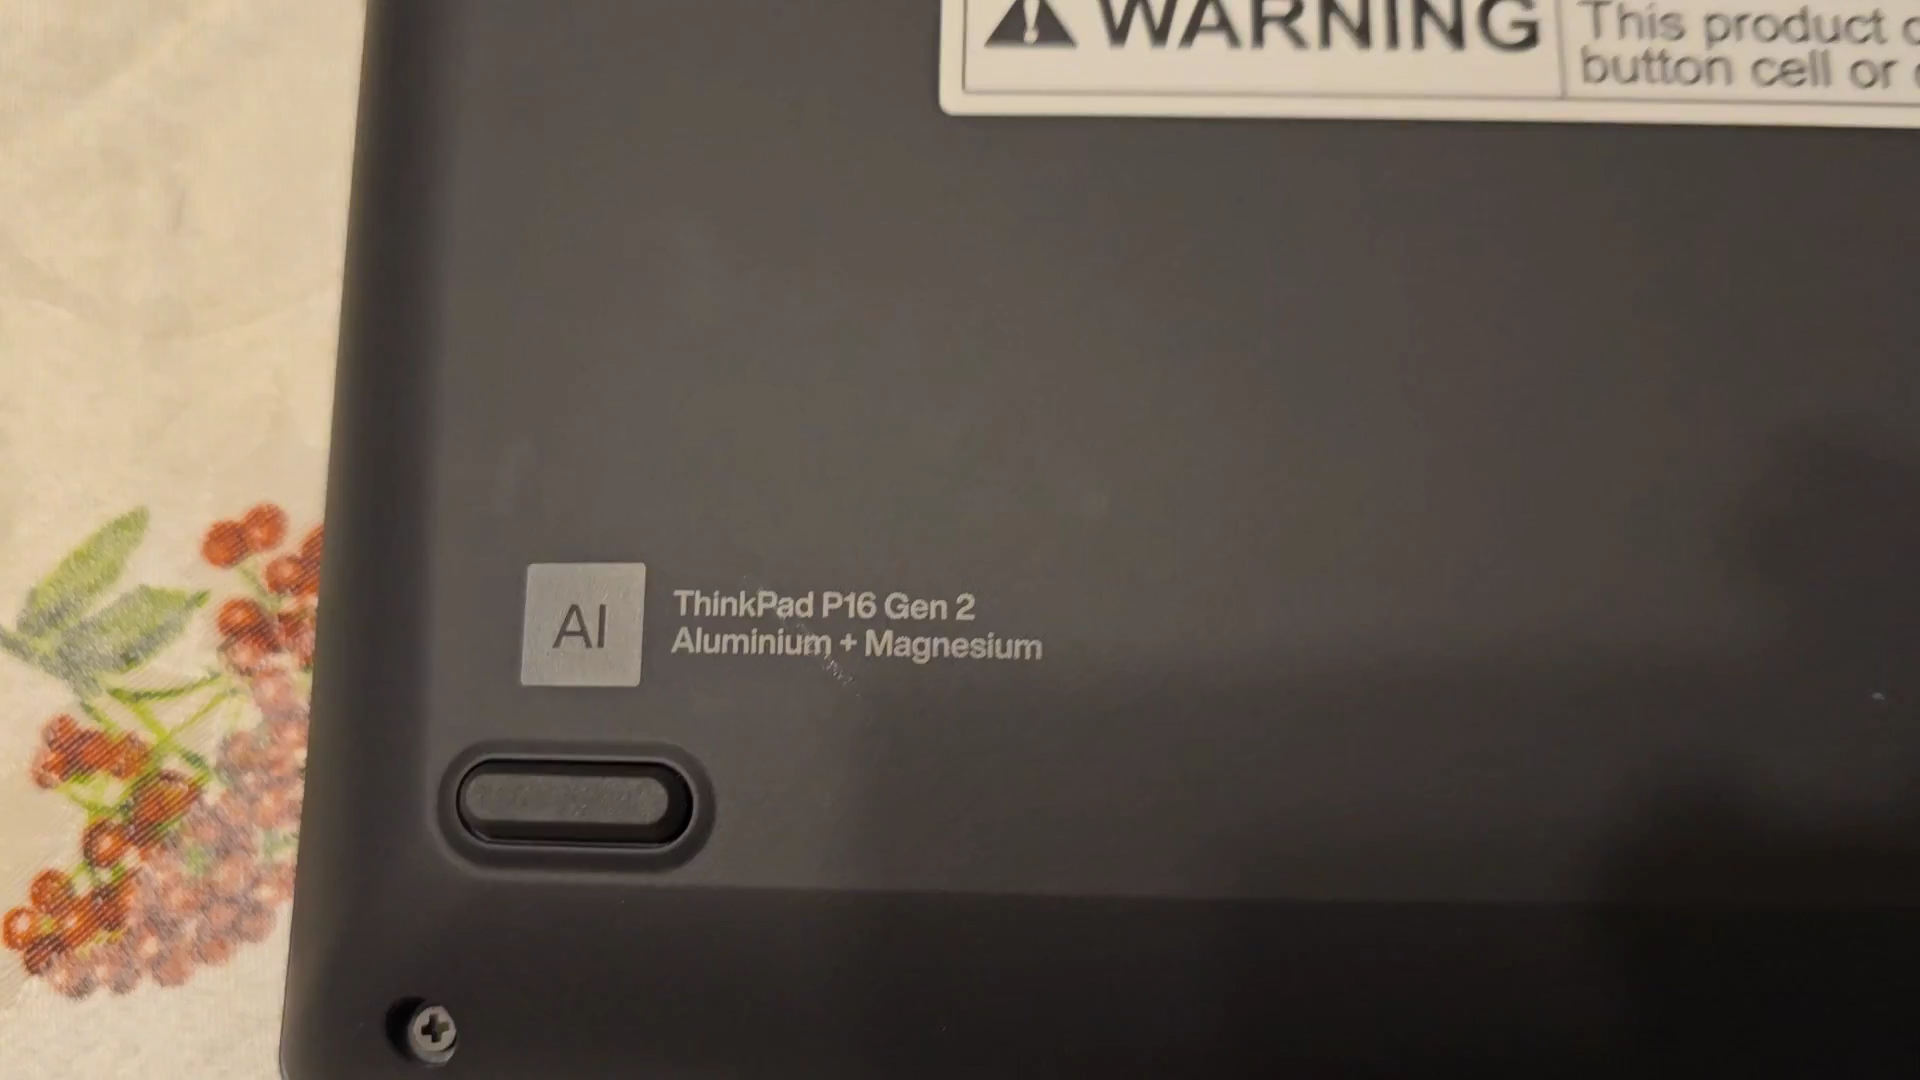 WARNING
This product
button cell or
AI
ThinkPad P16 Gen 2
Aluminium + Magnesium